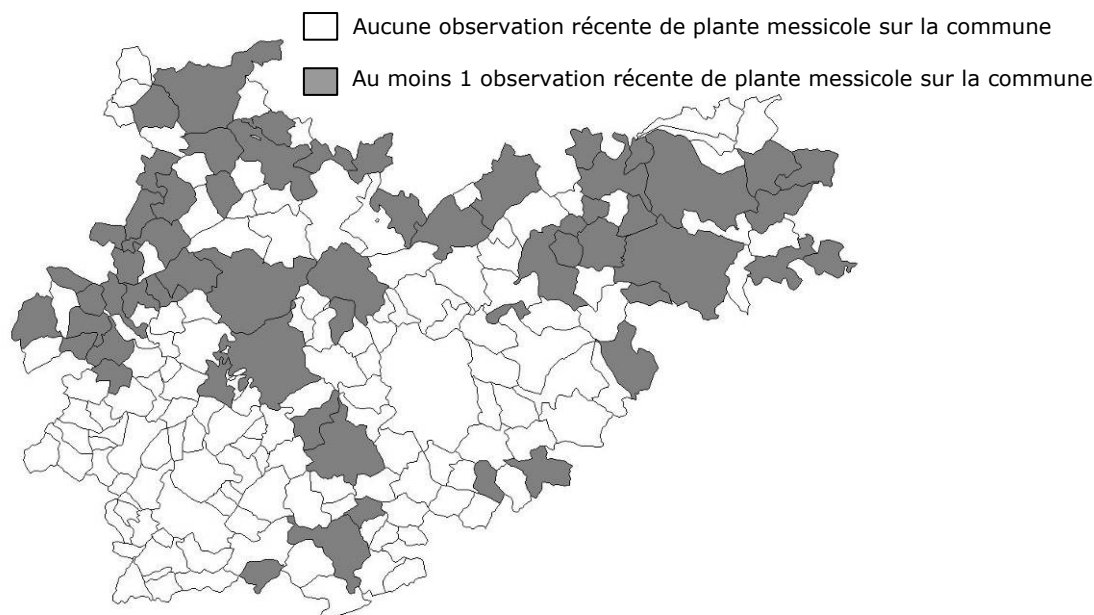 Aucune observation récente de plante messicole sur la commune
Au moins 1 observation récente de plante messicole sur la commune